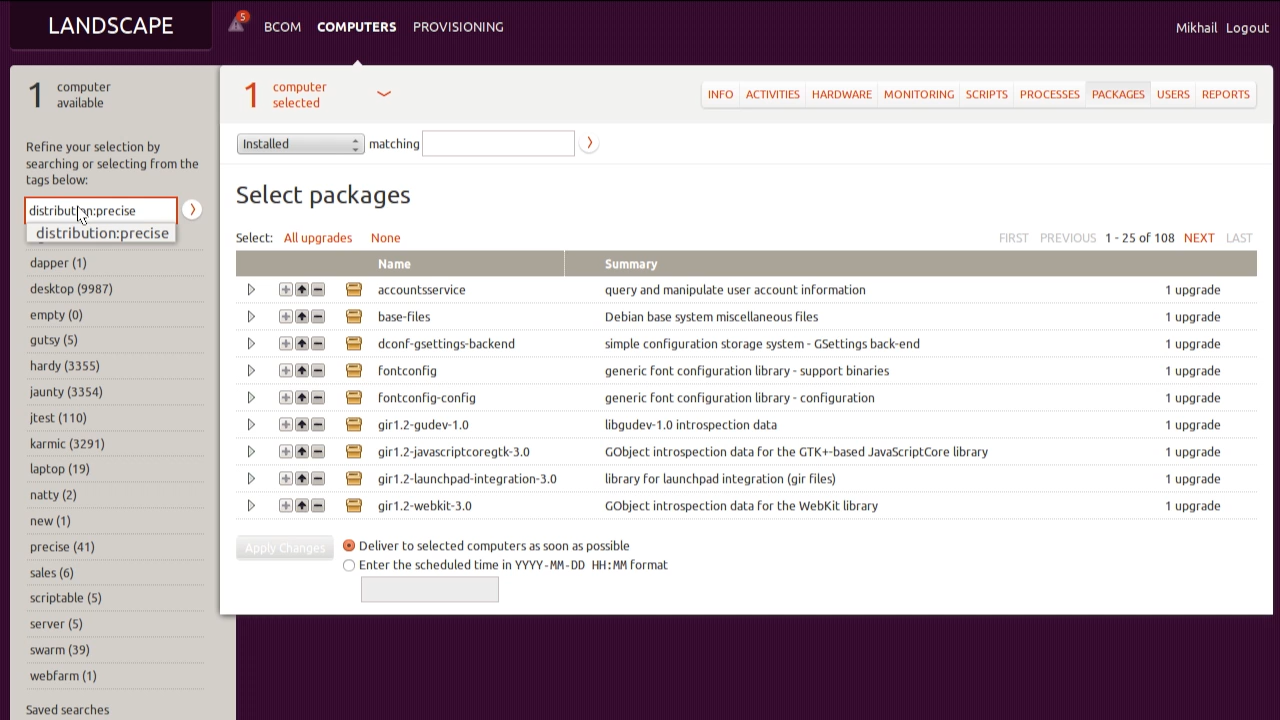 LANDSCAPE
5
BCOM COMPUTERS PROVISIONING
Mikhail Logout
1 computer available
Refine your selection by
searching or selecting from the
tags below:
distribution:precise
distribution:precise
dapper (1)
desktop (9987)
empty (0)
gutsy (5)
hardy (3355)
jaunty (3354)
jtest (110)
karmic (3291)
laptop (19)
natty (2)
new (1)
precise (41)
sales (6)
scriptable (5)
server (5)
swarm (39)
webfarm (1)
Saved searches
1 computer selected
INFO ACTIVITIES HARDWARE MONITORING SCRIPTS PROCESSES PACKAGES USERS REPORTS
Installed matching
Select packages
Select: All upgrades None
FIRST PREVIOUS 1 - 25 of 108 NEXT LAST
Name Summary
accountsservice query and manipulate user account information 1 upgrade
base-files Debian base system miscellaneous files 1 upgrade
dconf-gsettings-backend simple configuration storage system - GSettings back-end 1 upgrade
fontconfig generic font configuration library - support binaries 1 upgrade
fontconfig-config generic font configuration library - configuration 1 upgrade
gir1.2-gudev-1.0 libgudev-1.0 introspection data 1 upgrade
gir1.2-javascriptcoregtk-3.0 GObject introspection data for the GTK+-based JavaScriptCore library 1 upgrade
gir1.2-launchpad-integration-3.0 library for launchpad integration (gir files) 1 upgrade
gir1.2-webkit-3.0 GObject introspection data for the WebKit library 1 upgrade
Apply Changes
Deliver to selected computers as soon as possible
Enter the scheduled time in YYYY-MM-DD HH:MM format